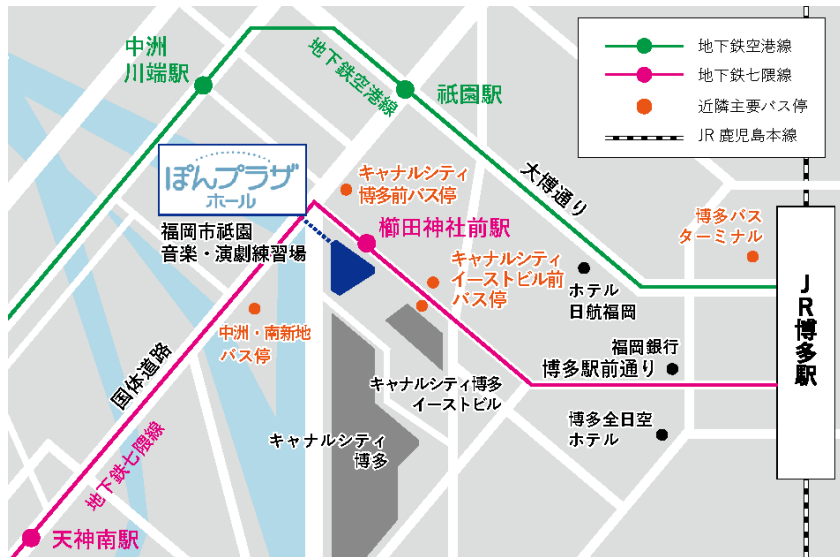 中洲
川端駅
地下鉄空港線
祇園駅
地下鉄空港線
地下鉄七隈線
近隣主要バス停
JR 鹿児島本線
ぽんプラザ
ホール
キャナルシティ
博多前バス停
大博通り
福岡市祇園
音楽・演劇練習場
櫛田神社前駅
博多バス
ターミナル
キャナルシティ
イーストビル前
バス停
ホテル
日航福岡
JR博多駅
中洲・南新地
バス停
福岡銀行
博多駅前通り
国体道路
キャナルシティ博多
イーストビル
博多全日空
ホテル
キャナルシティ
博多
地下鉄七隈線
天神南駅